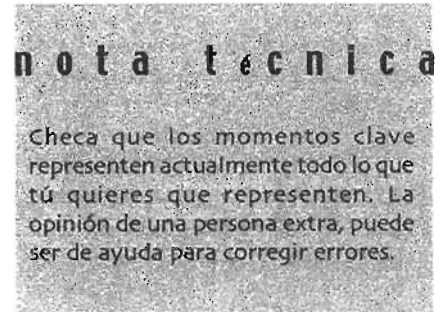 nota técnica
Checa que los momentos clave
representen actualmente todo lo que
tú quieres que representen. La
opinión de una persona extra, puede
ser de ayuda para corregir errores.